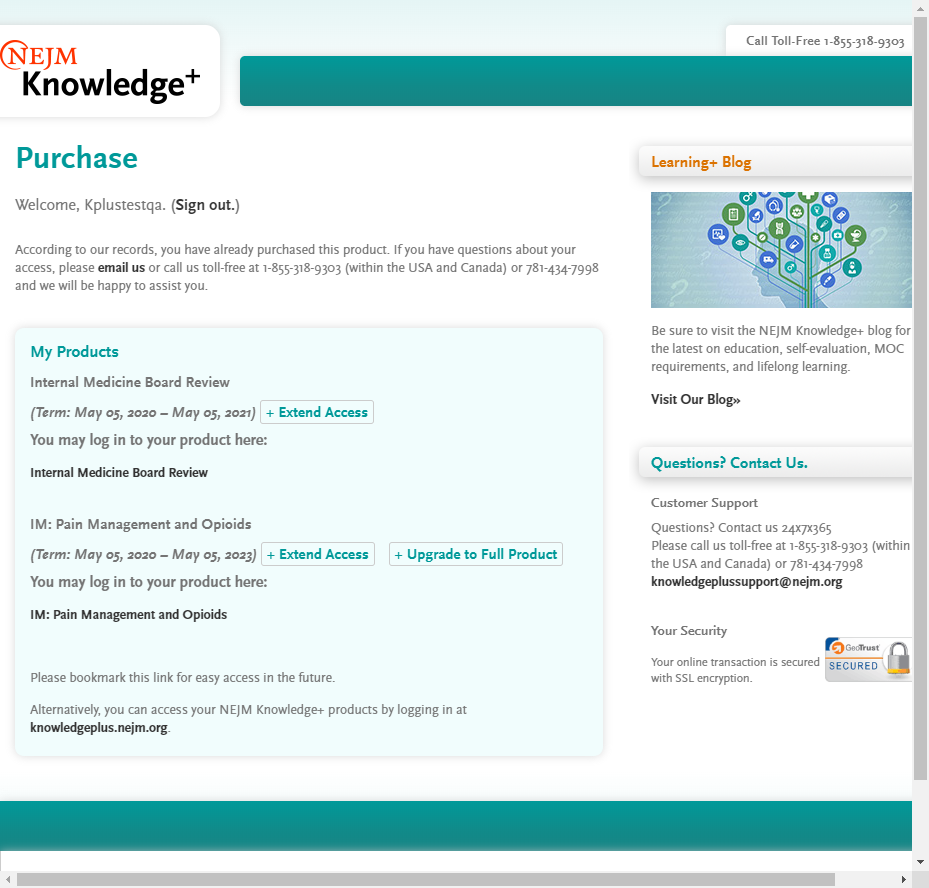 NEJM
Knowledge+
Call Toll-Free 1-855-318-9303
Purchase
Welcome, Kplustestqa. (Sign out.)
According to our records, you have already purchased this product. If you have questions about your
access, please email us or call us toll-free at 1-855-318-9303 (within the USA and Canada) or 781-434-7998
and we will be happy to assist you.
My Products
Internal Medicine Board Review
(Term: May 05, 2020 – May 05, 2021) + Extend Access
You may log in to your product here:
Internal Medicine Board Review
IM: Pain Management and Opioids
(Term: May 05, 2020 – May 05, 2023) + Extend Access + Upgrade to Full Product
You may log in to your product here:
IM: Pain Management and Opioids
Please bookmark this link for easy access in the future.
Alternatively, you can access your NEJM Knowledge+ products by logging in at
knowledgeplus.nejm.org.
Learning+ Blog
Be sure to visit the NEJM Knowledge+ blog for
the latest on education, self-evaluation, MOC
requirements, and lifelong learning.
Visit Our Blog»
Questions? Contact Us.
Customer Support
Questions? Contact us 24x7x365
Please call us toll-free at 1-855-318-9303 (within
the USA and Canada) or 781-434-7998
knowledgeplussupport@nejm.org
Your Security
Your online transaction is secured
with SSL encryption.
GeoTrust
SECURED